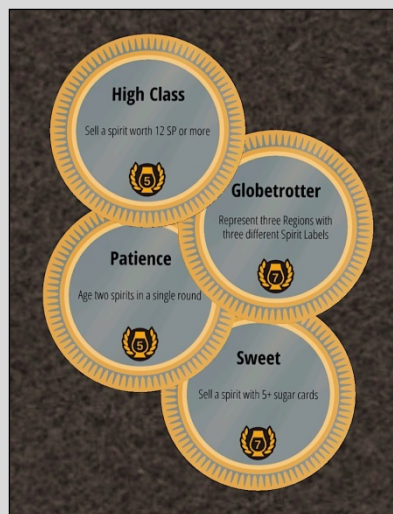 High Class
Sell a spirit worth 12 SP or more
5
Globetrotter
Represent three Regions with
three different Spirit Labels
7
Patience
Age two spirits in a single round
5
Sweet
Sell a spirit with 5+ sugar cards
7